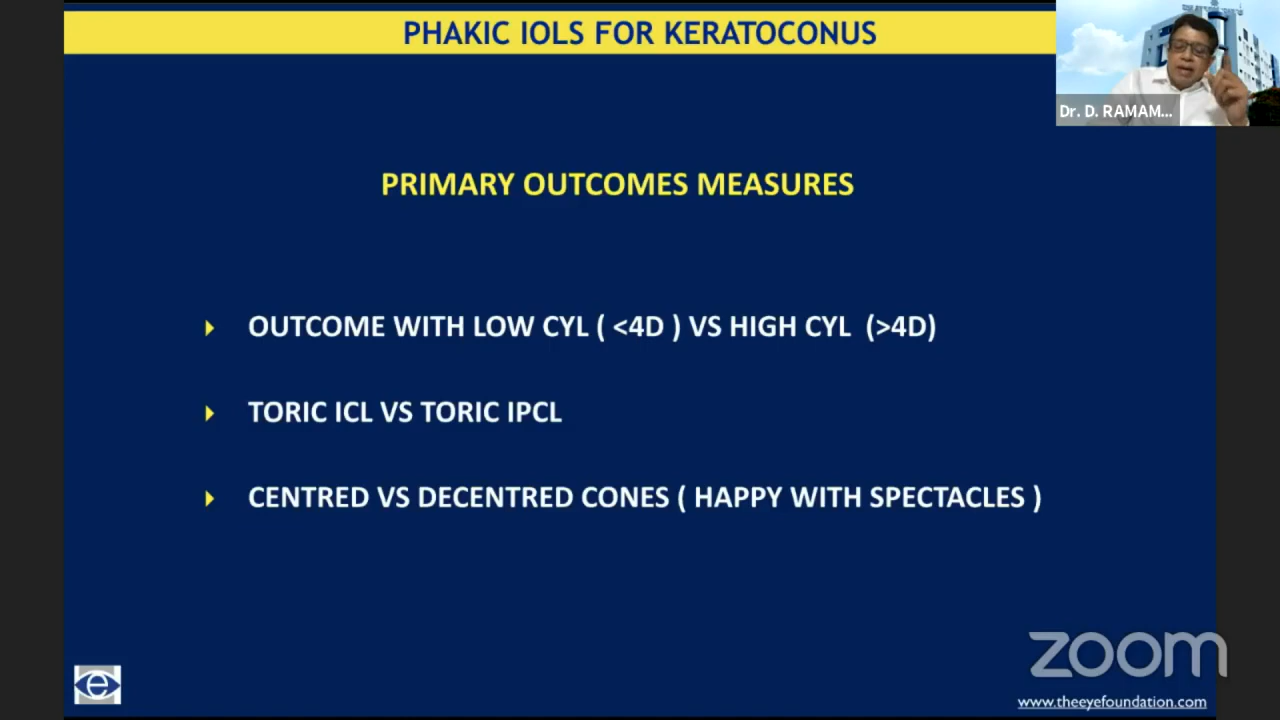 PHAKIC IOLS FOR KERATOCONUS
Dr. D. RAMAM...
PRIMARY OUTCOMES MEASURES
OUTCOME WITH LOW CYL ( <4D ) VS HIGH CYL (>4D)
TORIC ICL VS TORIC IPCL
CENTRED VS DECENTRED CONES ( HAPPY WITH SPECTACLES )
zoom
e
www.theeyefoundation.com